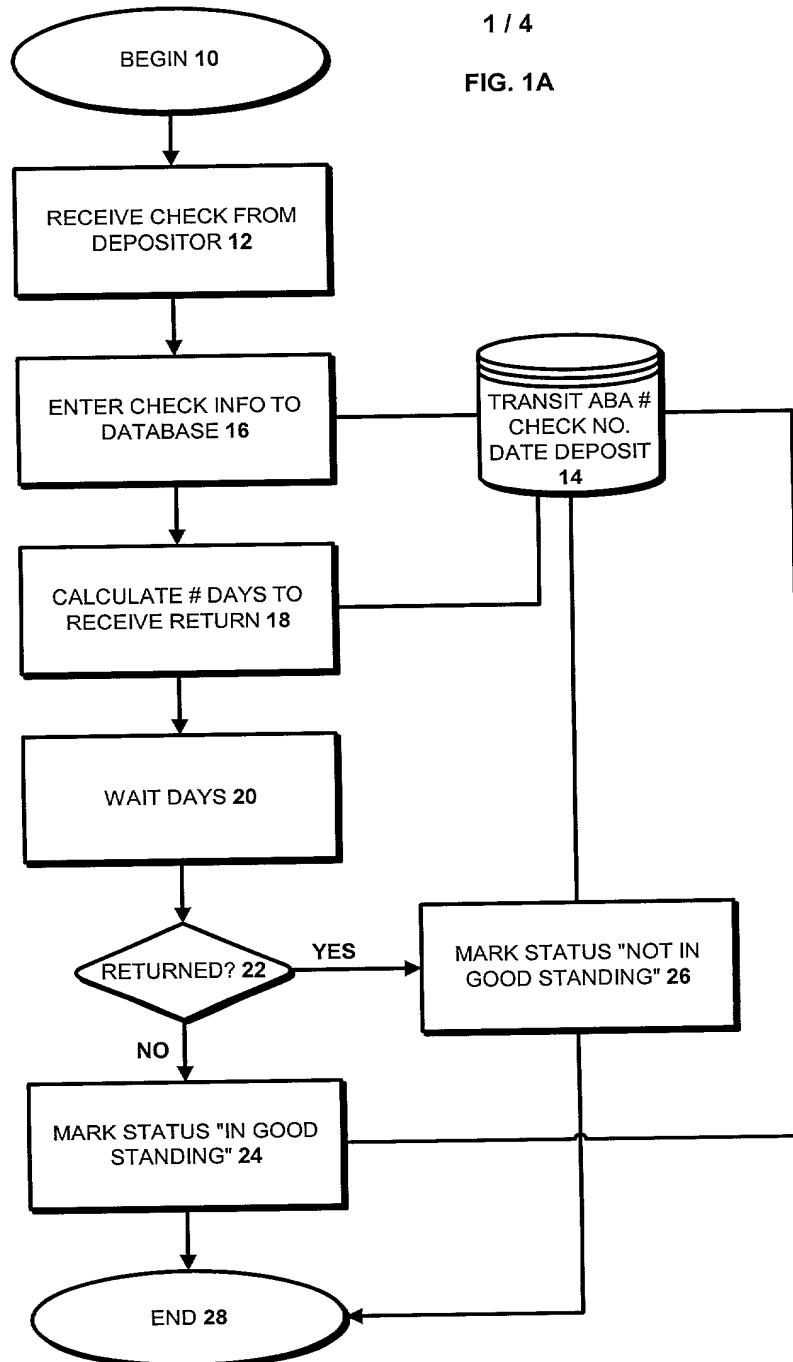 1 / 4
FIG. 1A
BEGIN 10
RECEIVE CHECK FROM
DEPOSITOR 12
ENTER CHECK INFO TO
DATABASE 16
TRANSIT ABA #
CHECK NO.
DATE DEPOSIT
14
CALCULATE # DAYS TO
RECEIVE RETURN 18
WAIT DAYS 20
RETURNED? 22
YES
MARK STATUS "NOT IN
GOOD STANDING" 26
NO
MARK STATUS "IN GOOD
STANDING" 24
END 28